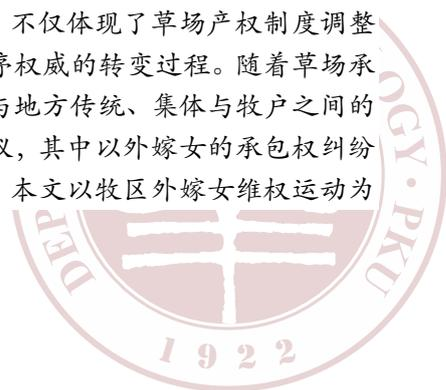 不仅体现了草场产权制度调整
序权威的转变过程。随着草场承
与地方传统、集体与牧户之间的
议，其中以外嫁女的承包权纠纷
本文以牧区外嫁女维权运动为
DEP
OGY · PKU
1922